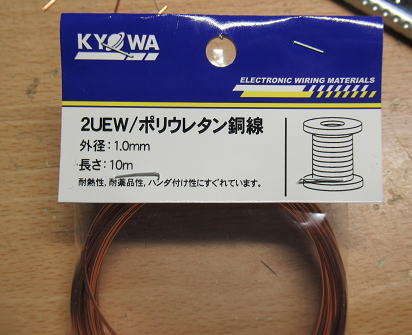 KYOWA
ELECTRONIC WIRING MATERIALS
2UEW/ポリウレタン銅線
外径：1.0mm
長さ：10m
耐熱性，耐薬品性，ハンダ付け性にすぐれています。